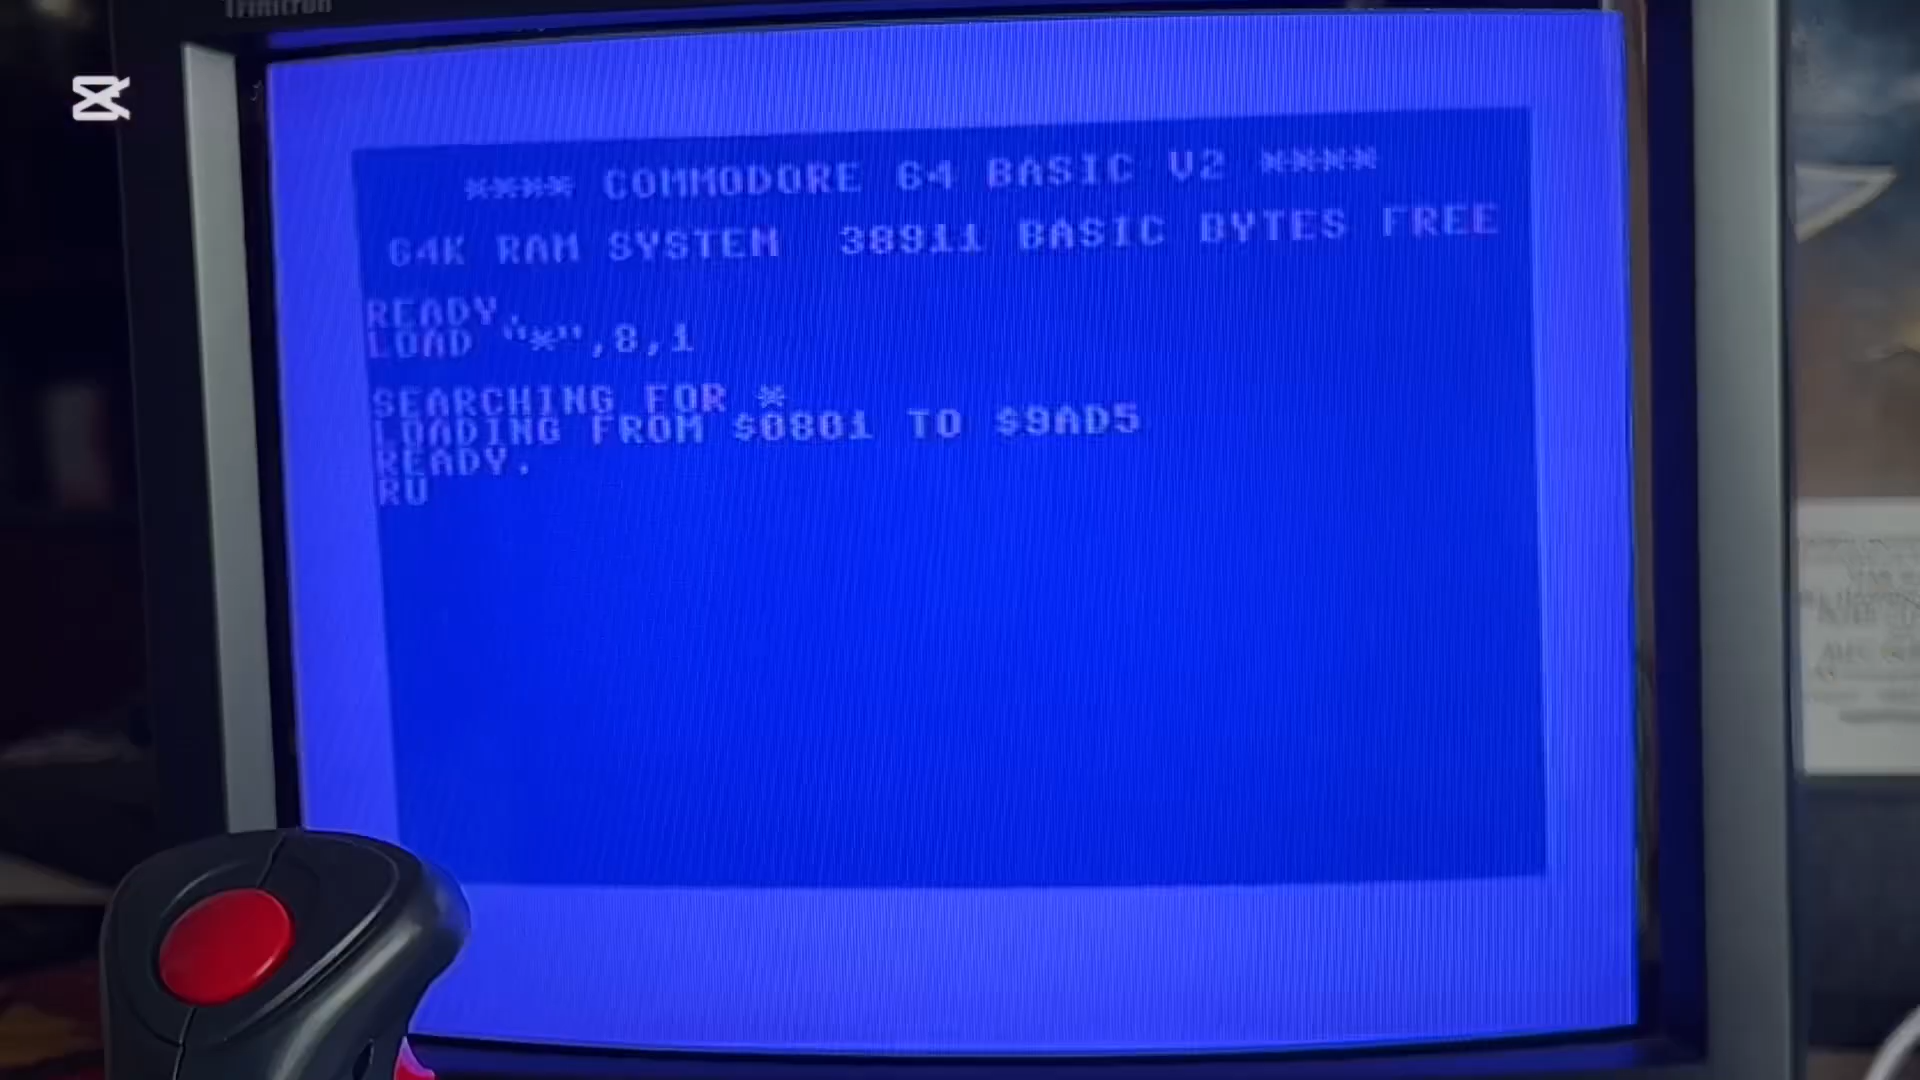 Trinitron
**** COMMODORE 64 BASIC V2 ****
64K RAM SYSTEM  38911 BASIC BYTES FREE
READY.
LOAD "*",8,1
SEARCHING FOR *
LOADING FROM $0801 TO $9AD5
READY.
RU